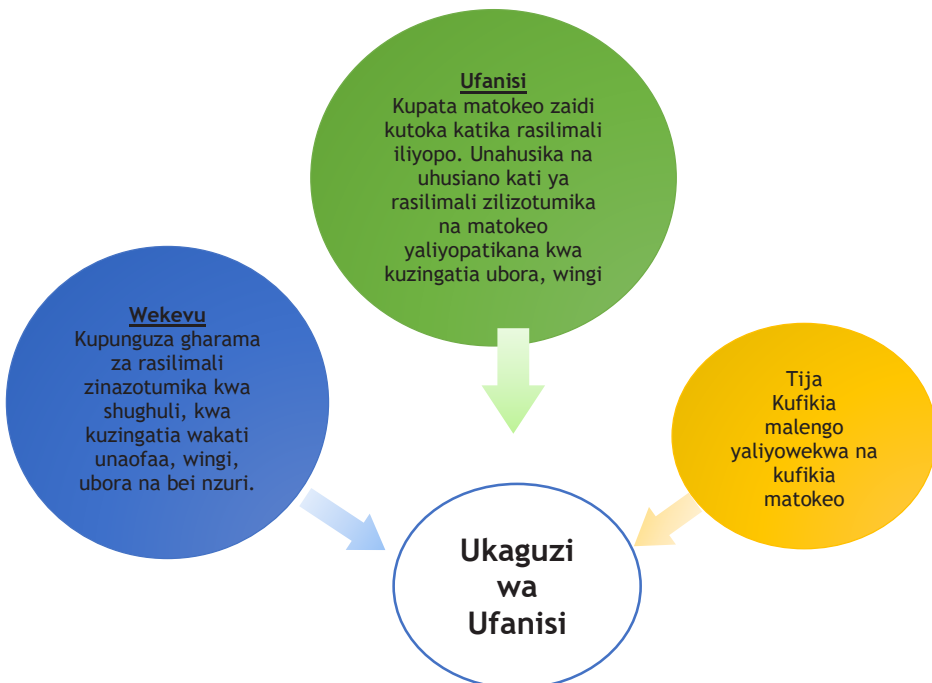 Ufanisi
Kupata matokeo zaidi
kutoka katika rasilimali
iliyopo. Unahusika na
uhusiano kati ya
rasilimali zilizotumika
na matokeo
yaliyopatikana kwa
kuzingatia ubora, wingi
Wekevu
Kupunguza gharama
za rasilimali
zinazotumika kwa
shughuli, kwa
kuzingatia wakati
unaofaa, wingi,
ubora na bei nzuri.
Tija
Kufikia
malengo
yaliyowekwa na
kufikia
matokeo
Ukaguzi
wa
Ufanisi